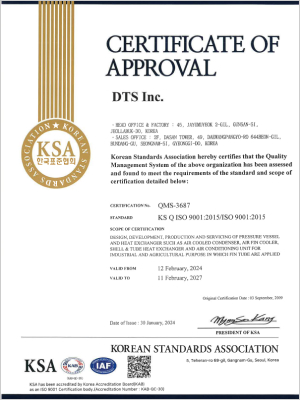 CERTIFICATE OF
APPROVAL
DTS Inc.
- HEAD OFFICE & FACTORY : 40, JAYUMUYEOK 3-GIL, GUNSAN-SI,
JEOLLABUK-DO, KOREA
- SALES OFFICE : 2F, DASAN TOWER, 49, DAEWANGPANGYO-RO 644BEON-GIL,
BUNDANG-GU, SEONGNAM-SI, GYEONGGI-DO, KOREA
Korean Standards Association hereby certifies that the Quality
Management System of the above organization has been assessed
and found to meet the requirements of the standard and scope of
certification detailed below:
CERTIFICATION No. QMS-3687
STANDARD KS Q ISO 9001:2015/ISO 9001:2015
SCOPE OF CERTIFICATION
DESIGN, DEVELOPMENT, PRODUCTION AND SERVICING OF PRESSURE VESSEL
AND HEAT EXCHANGER SUCH AS AIR COOLED CONDENSER, AIR FIN COOLER,
SHELL & TUBE HEAT EXCHANGER AND AIR CONDITIONING UNIT FOR
INDUSTRIAL AND AGRICULTURAL PURPOSE IN WHICH FIN TUBE ARE APPLIED
VALID FROM 12 February, 2024
VALID TO 11 February, 2027
Original Certification Date : 03 September, 2009
Date of Issue : 30 January, 2024
PRESIDENT OF KSA
KOREAN STANDARDS ASSOCIATION
5, Teheran-ro 69-gil, Gangnam-Gu, Seoul, Korea
KOREAN STANDARDS ASSOCIATION
KSA
한국표준협회
KSA
KAB
IAF
KSA has been accredited by Korea Accreditation Board(KAB)
as an ISO 9001 Certification body.(Accreditation Number : KAB-QC-30)